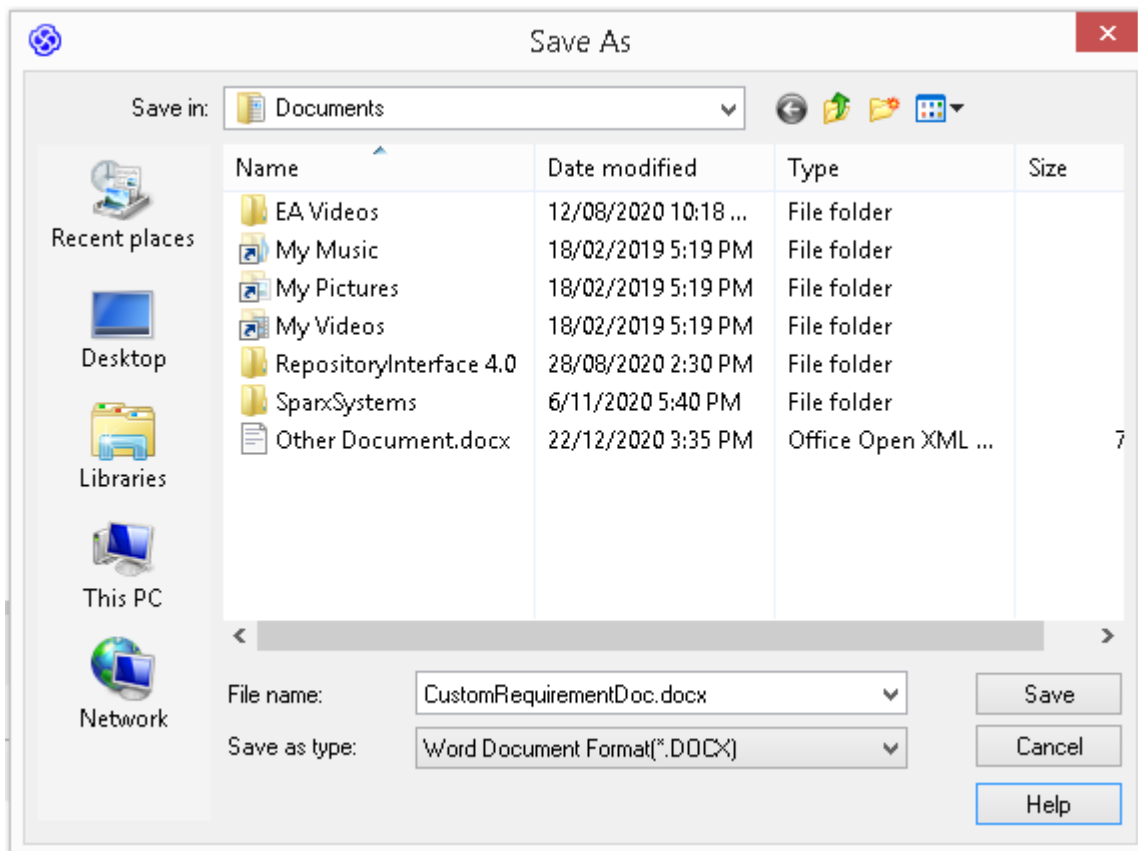 Save As
Save in: Documents
Name Date modified Type Size
EA Videos 12/08/2020 10:18 ... File folder
My Music 18/02/2019 5:19 PM File folder
My Pictures 18/02/2019 5:19 PM File folder
My Videos 18/02/2019 5:19 PM File folder
RepositoryInterface 4.0 28/08/2020 2:30 PM File folder
SparxSystems 6/11/2020 5:40 PM File folder
Other Document.docx 22/12/2020 3:35 PM Office Open XML ... 7
Recent places
Desktop
Libraries
This PC
Network
File name: CustomRequirementDoc.docx Save
Save as type: Word Document Format(*.DOCX) Cancel
Help